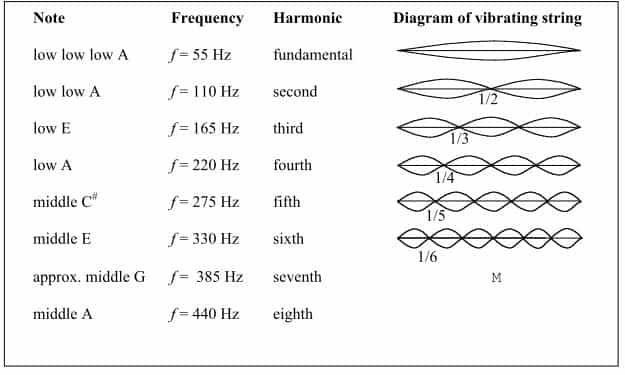 Note Frequency Harmonic Diagram of vibrating string
low low low A f = 55 Hz fundamental
low low A f = 110 Hz second
1/2
low E f = 165 Hz third
1/3
low A f = 220 Hz fourth
1/4
middle C# f = 275 Hz fifth
1/5
middle E f = 330 Hz sixth
1/6
approx. middle G f = 385 Hz seventh M
middle A f = 440 Hz eighth